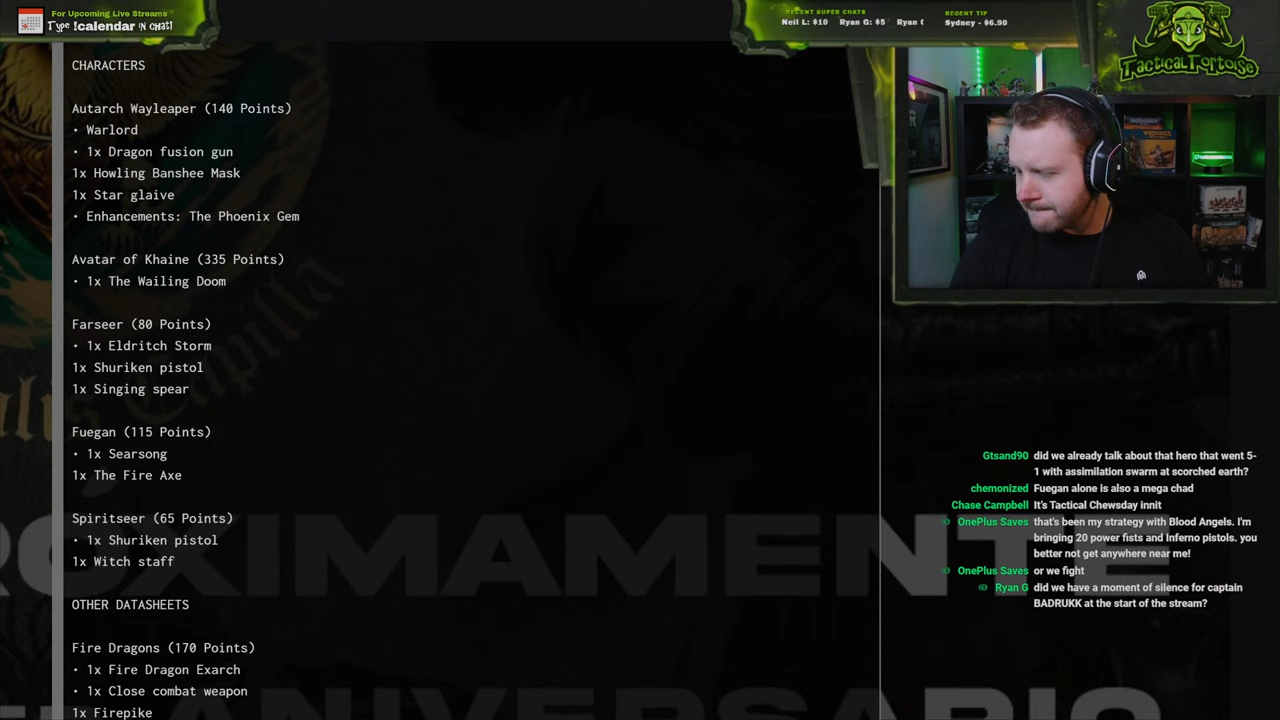 For Upcoming Live Streams
Type !calendar in chat!
RECENT SUPER CHATS
Neil L: $10 Ryan G: $5 Ryan
RECENT TIP
Sydney - $6.90
TacticalTortoise
CHARACTERS
Autarch Wayleaper (140 Points)
• Warlord
• 1x Dragon fusion gun
1x Howling Banshee Mask
1x Star glaive
• Enhancements: The Phoenix Gem
Avatar of Khaine (335 Points)
• 1x The Wailing Doom
Farseer (80 Points)
• 1x Eldritch Storm
1x Shuriken pistol
1x Singing spear
Fuegan (115 Points)
• 1x Searsong
1x The Fire Axe
Spiritseer (65 Points)
• 1x Shuriken pistol
1x Witch staff
OTHER DATASHEETS
Fire Dragons (170 Points)
• 1x Fire Dragon Exarch
• 1x Close combat weapon
1x Firepike
ROXIMAMENTE
ANIVERSARIO
Gtsand90 did we already talk about that hero that went 5-
1 with assimilation swarm at scorched earth?
chemonized Fuegan alone is also a mega chad
Chase Campbell It's Tactical Chewsday innit
OnePlus Saves that's been my strategy with Blood Angels. I'm
bringing 20 power fists and inferno pistols. you
better not get anywhere near me!
OnePlus Saves or we fight
Ryan G did we have a moment of silence for captain
BADRUKK at the start of the stream?